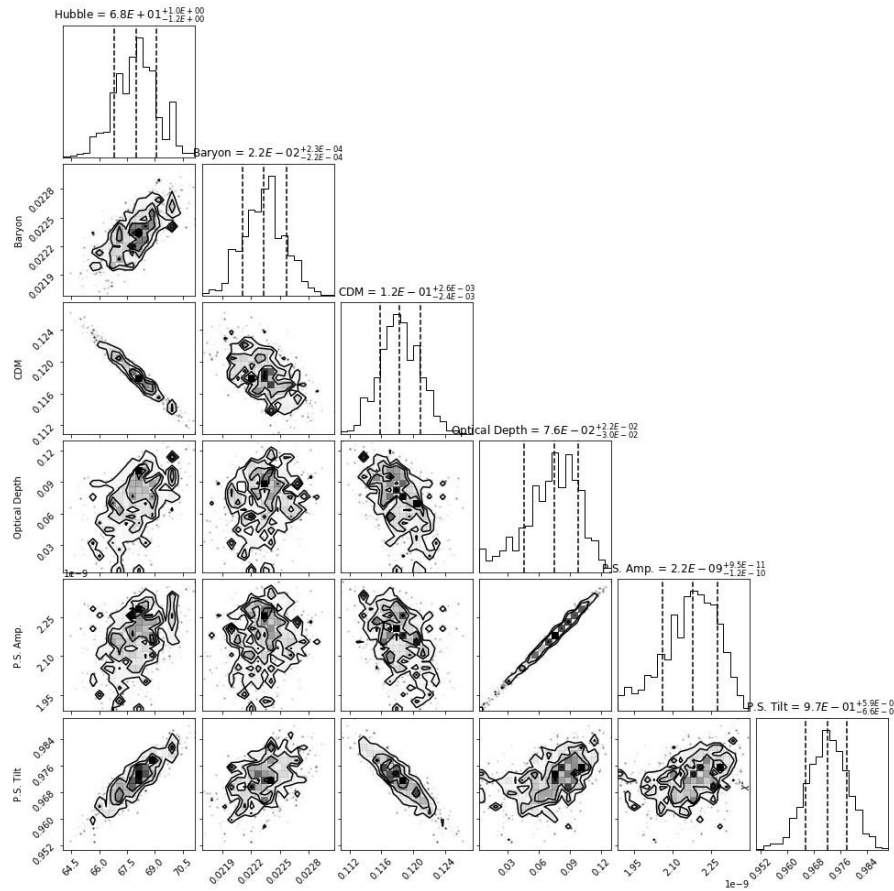 Hubble = 6.8E + 01 +1.0E + 00 −1.2E + 00
Baryon = 2.2E − 02 +2.3E − 04 −2.2E − 04
0.0228
0.0225
0.0222
0.0219
Baryon
CDM = 1.2E − 01 +2.6E − 03 −2.4E − 03
0.124
0.120
0.116
0.112
CDM
Optical Depth = 7.6E − 02 +2.2E − 02 −3.0E − 02
0.12
0.09
0.06
0.03
Optical Depth
1e−9
P.S. Amp. = 2.2E − 09 +9.5E − 11 −1.2E − 10
2.25
2.10
1.95
P.S. Amp.
P.S. Tilt = 9.7E − 01 +5.9E − 0 −6.6E − 0
0.984
0.976
0.968
0.960
0.952
P.S. Tilt
64.5 66.0 67.5 69.0 70.5
0.0219 0.0222 0.0225 0.0228
0.112 0.116 0.120 0.124
0.03 0.06 0.09 0.12
1.95 2.10 2.25
1e−9
0.952 0.960 0.968 0.976 0.984